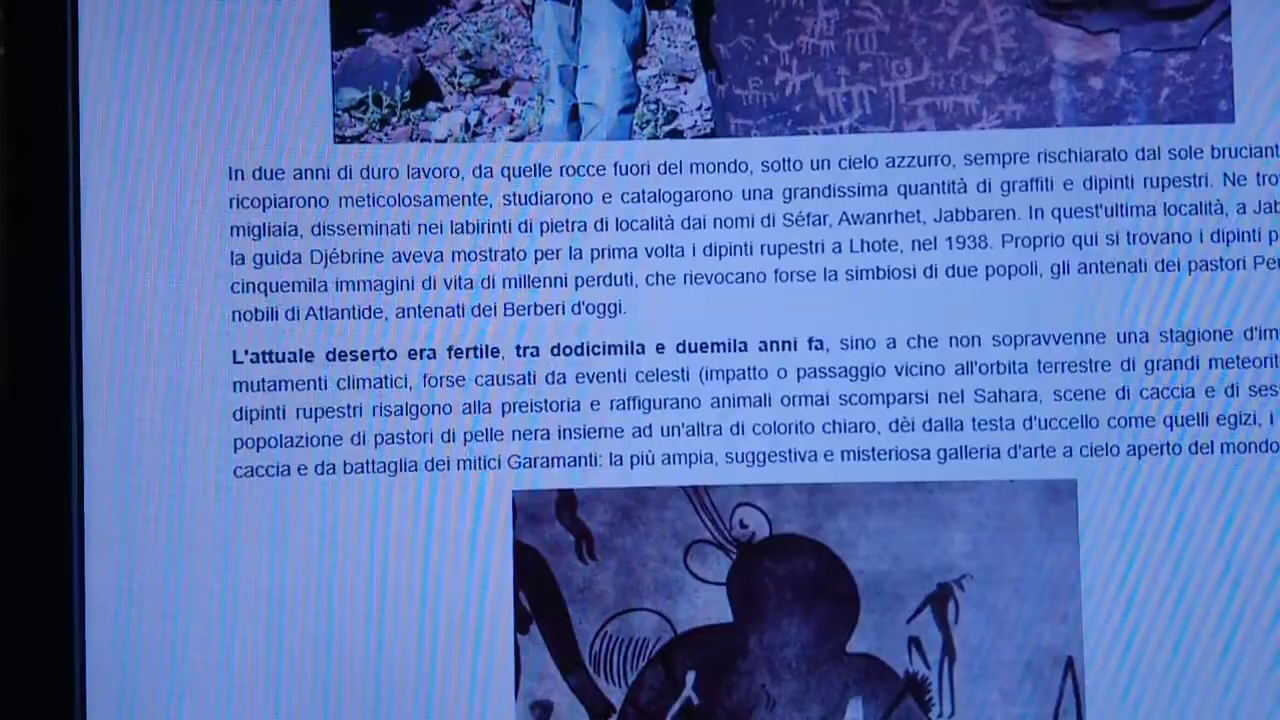 In due anni di duro lavoro, da quelle rocce fuori del mondo, sotto un cielo azzurro, sempre rischiarato dal sole
ricopiarono meticolosamente, studiarono e catalogarono una grandissima quantità di graffiti e dipinti rupestri. Ne
migliaia, disseminati nei labirinti di pietra di località dai nomi di Séfar, Awanrhet, Jabbaren. In quest'ultima località, a
la guida Djébrine aveva mostrato per la prima volta i dipinti rupestri a Lhote, nel 1938. Proprio qui si trovano i dipinti
cinquemila immagini di vita di millenni perduti, che rievocano forse la simbiosi di due popoli, gli antenati dei pastori
nobili di Atlantide, antenati dei Berberi d'oggi.
L'attuale deserto era fertile, tra dodicimila e duemila anni fa, sino a che non sopravvenne una stagione
mutamenti climatici, forse causati da eventi celesti (impatto o passaggio vicino all'orbita terrestre di grandi
dipinti rupestri risalgono alla preistoria e raffigurano animali ormai scomparsi nel Sahara, scene di caccia e di
popolazione di pastori di pelle nera insieme ad un'altra di colorito chiaro, dèi dalla testa d'uccello come quelli egizi, i
caccia e da battaglia dei mitici Garamanti: la più ampia, suggestiva e misteriosa galleria d'arte a cielo aperto del mondo